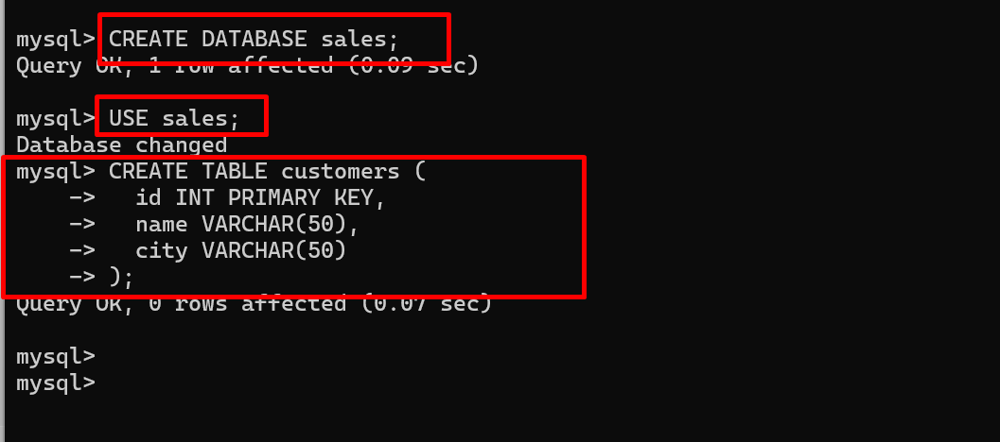 mysql> CREATE DATABASE sales;
Query OK, 1 row affected (0.09 sec)
mysql> USE sales;
Database changed
mysql> CREATE TABLE customers (
    ->   id INT PRIMARY KEY,
    ->   name VARCHAR(50),
    ->   city VARCHAR(50)
    -> );
Query OK, 0 rows affected (0.07 sec)
mysql>
mysql>